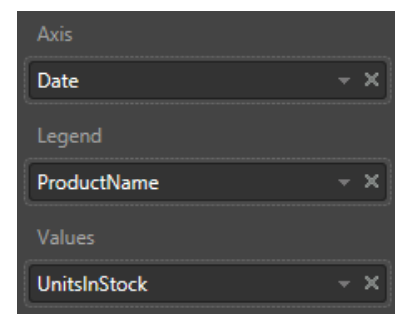 Axis
Date
Legend
ProductName
Values
UnitsInStock